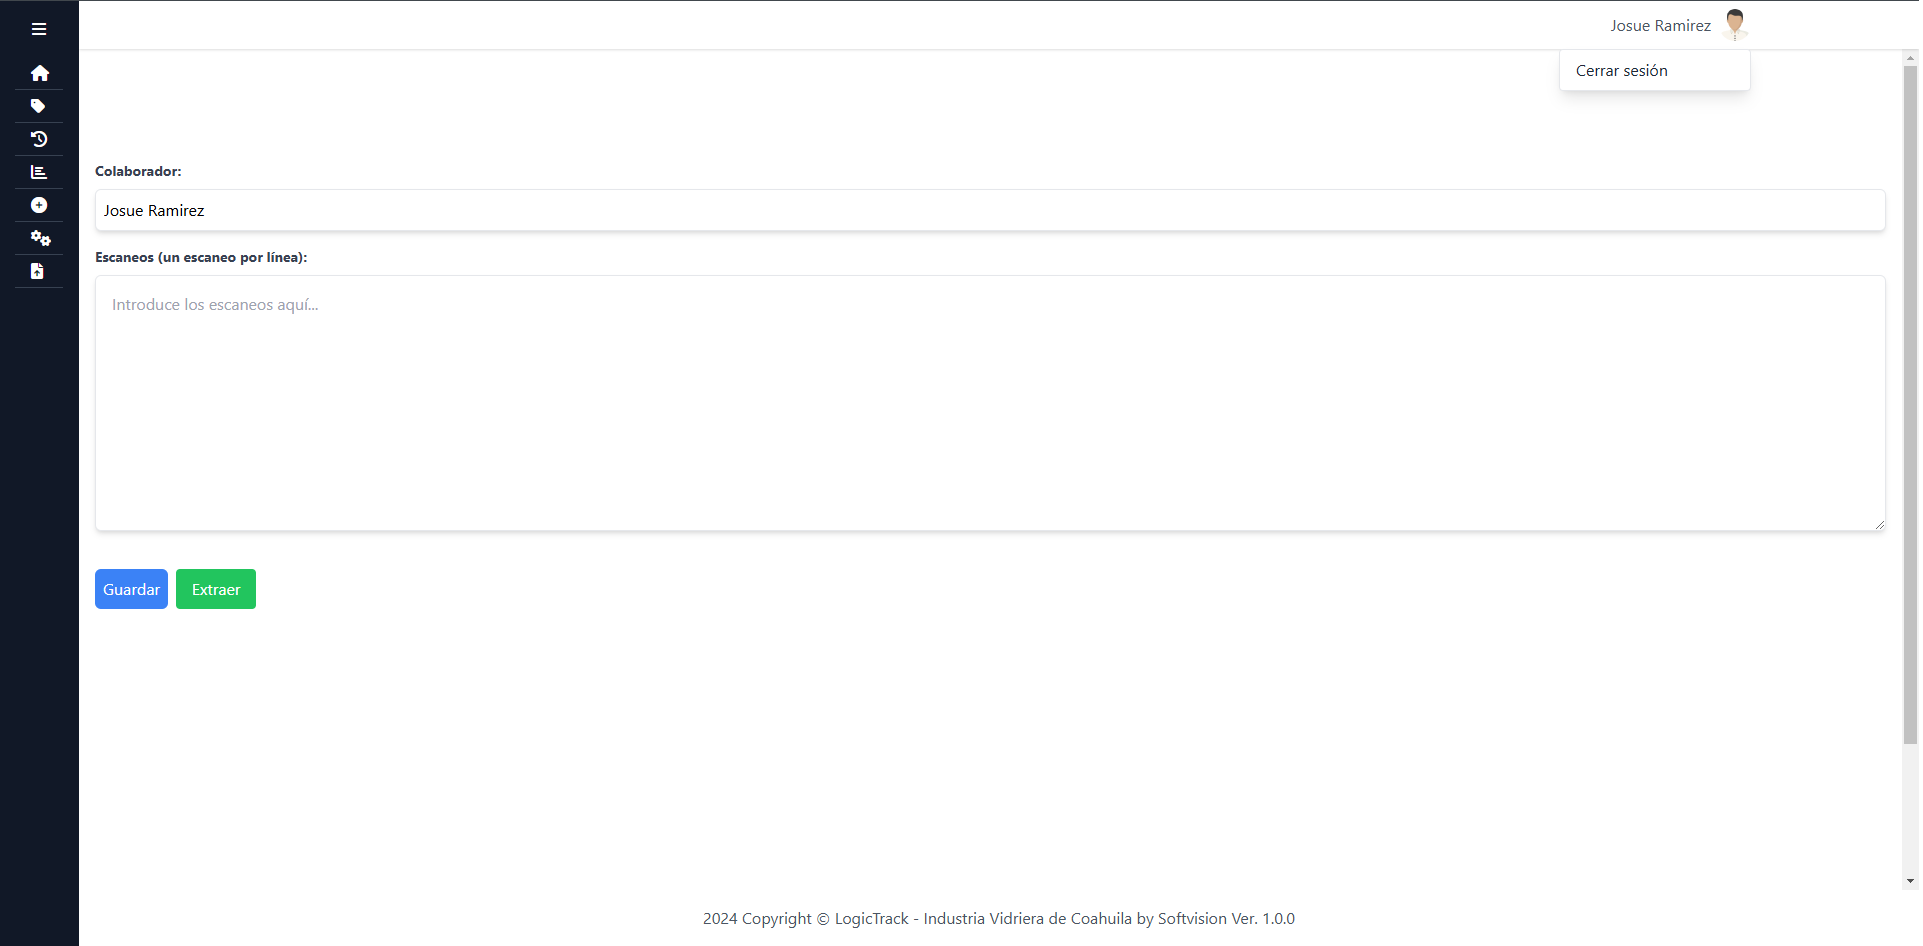 Josue Ramirez
Cerrar sesión
Colaborador:
Josue Ramirez
Escaneos (un escaneo por línea):
Introduce los escaneos aquí...
Guardar
Extraer
2024 Copyright © LogicTrack - Industria Vidriera de Coahuila by Softvision Ver. 1.0.0